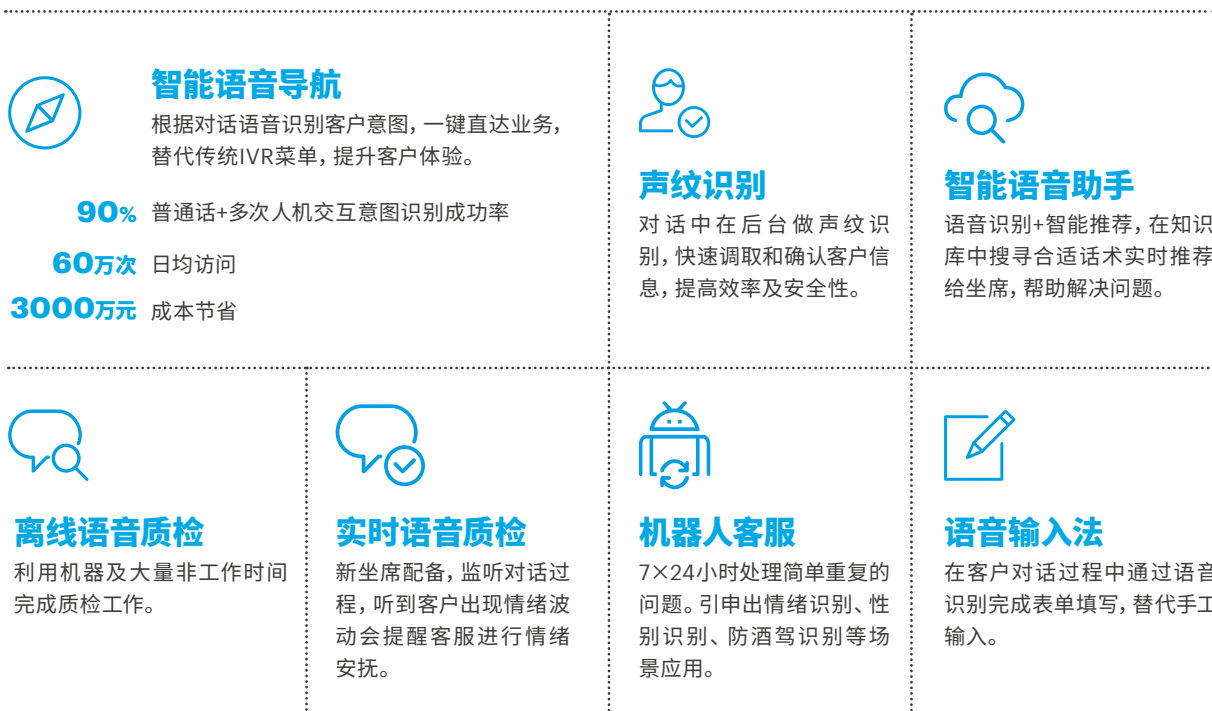 智能语音导航
根据对话语音识别客户意图，一键直达业务，
替代传统IVR菜单，提升客户体验。
90% 普通话+多次人机交互意图识别成功率
60万次 日均访问
3000万元 成本节省
声纹识别
对话中在后台做声纹识
别，快速调取和确认客户信
息，提高效率及安全性。
智能语音助手
语音识别+智能推荐，在知识
库中搜寻合适话术实时推荐
给坐席，帮助解决问题。
离线语音质检
利用机器及大量非工作时间
完成质检工作。
实时语音质检
新坐席配备，监听对话过
程，听到客户出现情绪波
动会提醒客服进行情绪
安抚。
机器人客服
7×24小时处理简单重复的
问题。引申出情绪识别、性
别识别、防酒驾识别等场
景应用。
语音输入法
在客户对话过程中通过语音
识别完成表单填写，替代手工
输入。